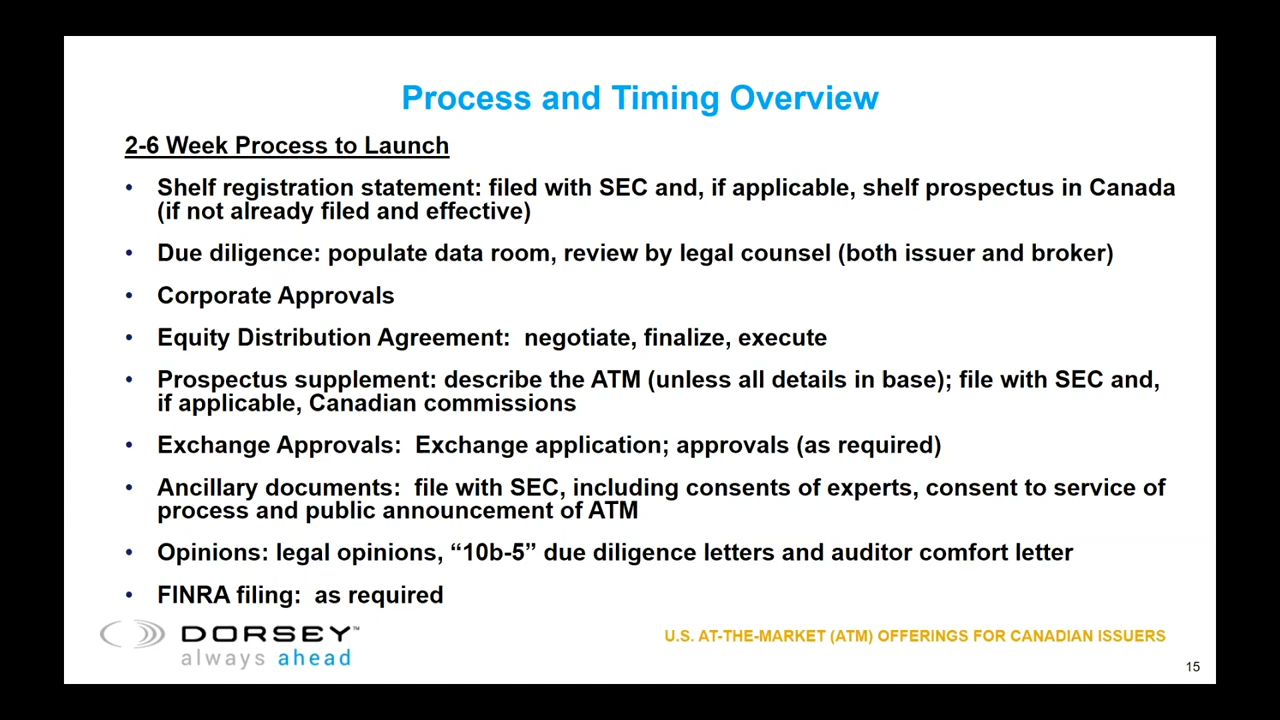 Process and Timing Overview
2-6 Week Process to Launch
• Shelf registration statement: filed with SEC and, if applicable, shelf prospectus in Canada
(if not already filed and effective)
• Due diligence: populate data room, review by legal counsel (both issuer and broker)
• Corporate Approvals
• Equity Distribution Agreement:  negotiate, finalize, execute
• Prospectus supplement: describe the ATM (unless all details in base); file with SEC and,
if applicable, Canadian commissions
• Exchange Approvals:  Exchange application; approvals (as required)
• Ancillary documents:  file with SEC, including consents of experts, consent to service of
process and public announcement of ATM
• Opinions: legal opinions, “10b-5” due diligence letters and auditor comfort letter
• FINRA filing:  as required
DORSEY™
always ahead
U.S. AT-THE-MARKET (ATM) OFFERINGS FOR CANADIAN ISSUERS
15